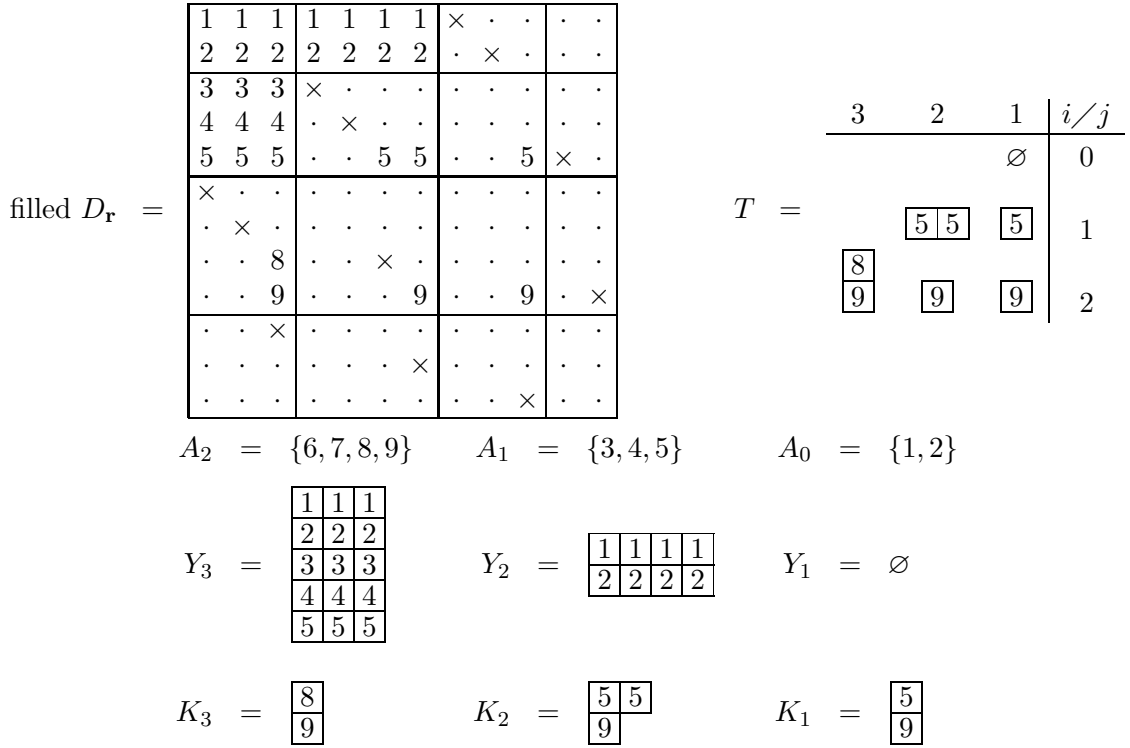 1 1 1 1 1 1 1 × · · · ·
2 2 2 2 2 2 2 · × · · ·
3 3 3 × · · · · · · · ·
4 4 4 · × · · · · · · ·
5 5 5 · · 5 5 · · 5 × ·
× · · · · · · · · · · ·
· × · · · · · · · · · ·
· · 8 · · × · · · · · ·
· · 9 · · · 9 · · 9 · ×
· · × · · · · · · · · ·
· · · · · · × · · · · ·
· · · · · · · · · × · ·
filled D_r =
T =
3 2 1 i/j
∅ 0
5 5 5 1
8
9 9 9 2
A_2 = {6, 7, 8, 9} A_1 = {3, 4, 5} A_0 = {1, 2}
Y_3 =
1 1 1
2 2 2
3 3 3
4 4 4
5 5 5
Y_2 =
1 1 1 1
2 2 2 2
Y_1 = ∅
K_3 =
8
9
K_2 =
5 5
9
K_1 =
5
9